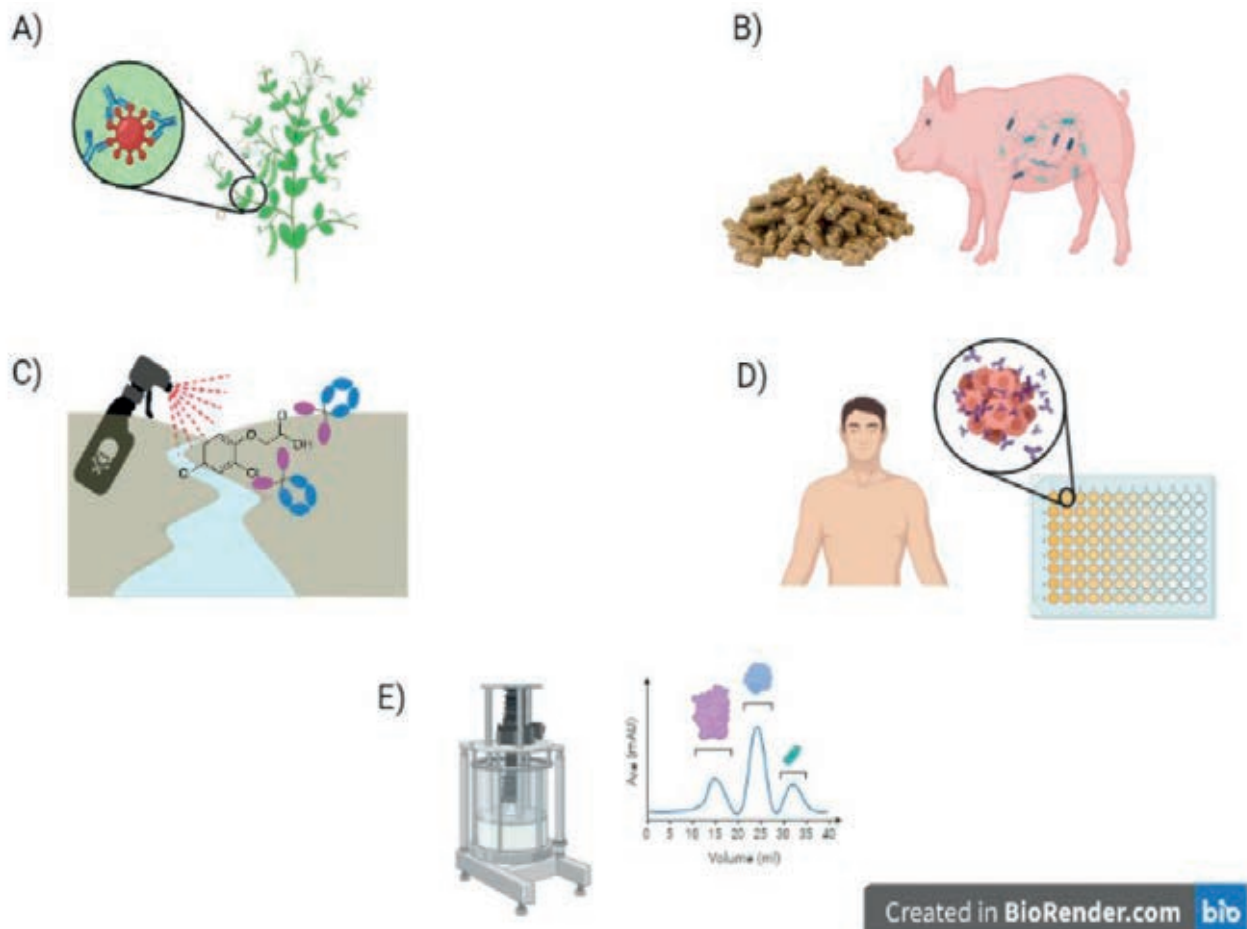 A)
B)
C)
O
O
OH
C
Cl
D)
E)
Aᵥₐₗ (mAU)
0 5 10 15 20 25 30 35 40
Volume (ml)
Created in BioRender.com bio